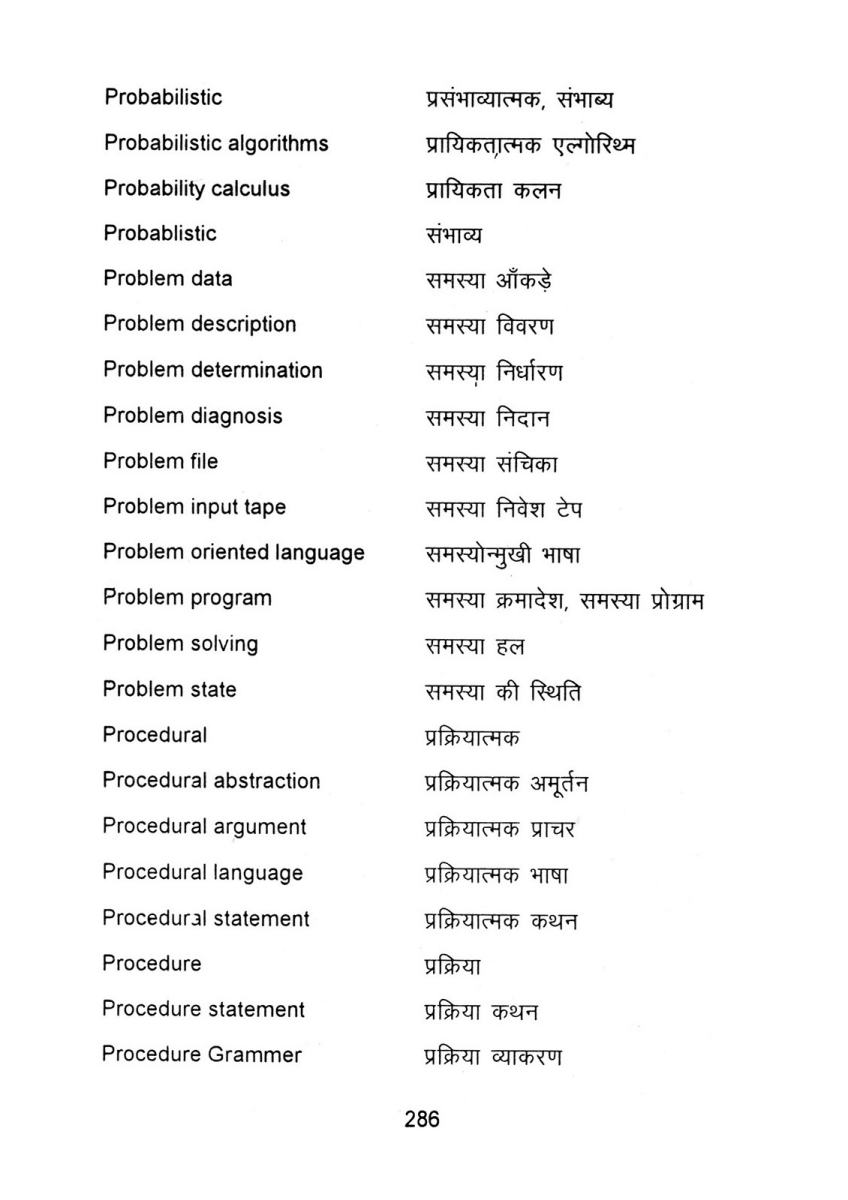 Probabilistic प्रसंभाव्यात्मक, संभाब्य
Probabilistic algorithms प्रायिकतात्मक एल्गोरिथ्म
Probability calculus प्रायिकता कलन
Probablistic संभाव्य
Problem data समस्या आँकड़े
Problem description समस्या विवरण
Problem determination समस्या निर्धारण
Problem diagnosis समस्या निदान
Problem file समस्या संचिका
Problem input tape समस्या निवेश टेप
Problem oriented language समस्योन्मुखी भाषा
Problem program समस्या क्रमादेश, समस्या प्रोग्राम
Problem solving समस्या हल
Problem state समस्या की स्थिति
Procedural प्रक्रियात्मक
Procedural abstraction प्रक्रियात्मक अमूर्तन
Procedural argument प्रक्रियात्मक प्राचर
Procedural language प्रक्रियात्मक भाषा
Procedural statement प्रक्रियात्मक कथन
Procedure प्रक्रिया
Procedure statement प्रक्रिया कथन
Procedure Grammer प्रक्रिया व्याकरण
286